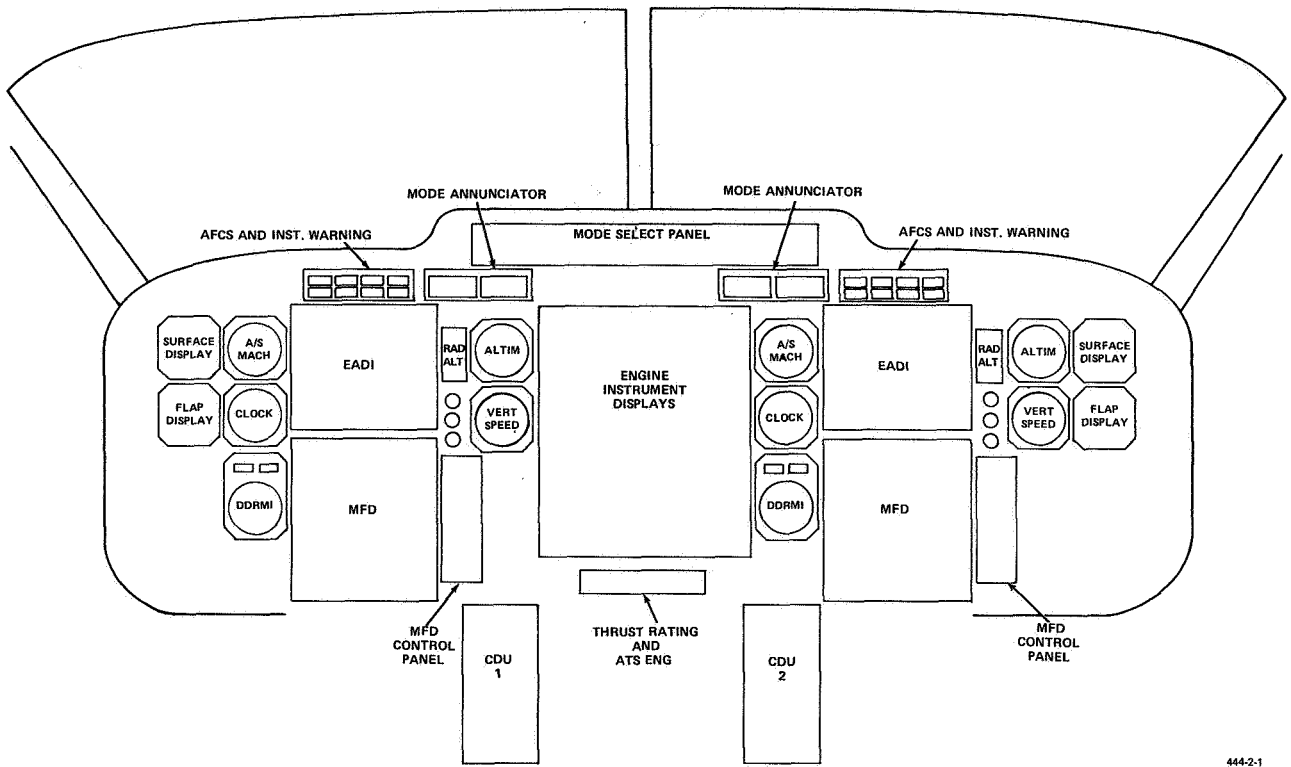 MODE ANNUNCIATOR
MODE ANNUNCIATOR
AFCS AND INST. WARNING
MODE SELECT PANEL
AFCS AND INST. WARNING
SURFACE
DISPLAY
A/S
MACH
EADI
RAD
ALT
ALTIM
ENGINE
INSTRUMENT
DISPLAYS
A/S
MACH
EADI
RAD
ALT
ALTIM
SURFACE
DISPLAY
FLAP
DISPLAY
CLOCK
VERT
SPEED
CLOCK
VERT
SPEED
FLAP
DISPLAY
DDRMI
MFD
DDRMI
MFD
MFD
CONTROL
PANEL
THRUST RATING
AND
ATS ENG
MFD
CONTROL
PANEL
CDU
1
CDU
2
444-2-1